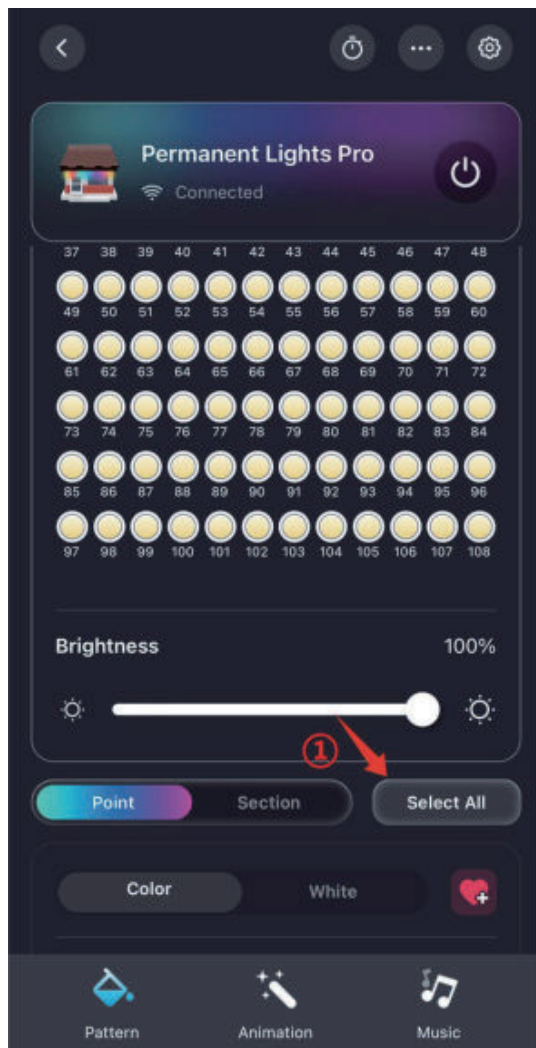 Permanent Lights Pro
Connected
37 38 39 40 41 42 43 44 45 46 47 48
49 50 51 52 53 54 55 56 57 58 59 60
61 62 63 64 65 66 67 68 69 70 71 72
73 74 75 76 77 78 79 80 81 82 83 84
85 86 87 88 89 90 91 92 93 94 95 96
97 98 99 100 101 102 103 104 105 106 107 108
Brightness 100%
①
Point Section Select All
Color White
Pattern Animation Music